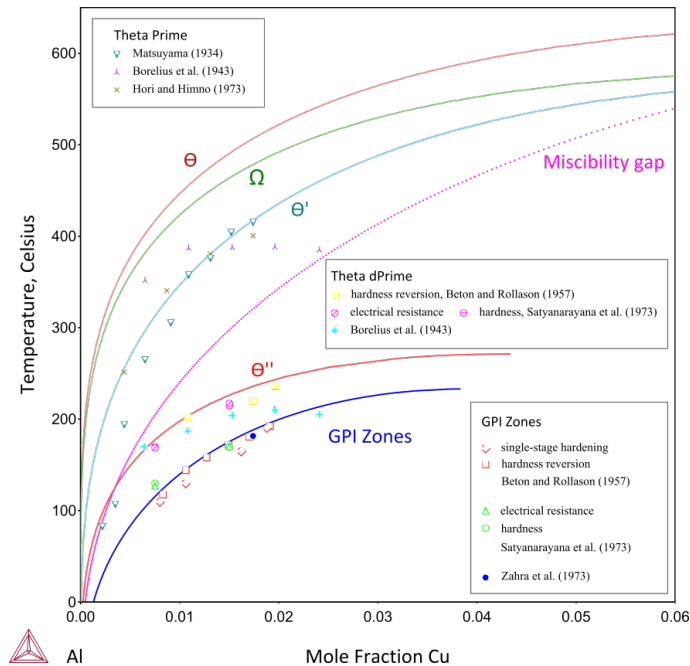 Theta Prime
Matsuyama (1934)
Borelius et al. (1943)
Hori and Himno (1973)
600
500
400
300
200
100
0
Temperature, Celsius
Θ
Ω
Θ'
Miscibility gap
Theta dPrime
hardness reversion, Beton and Rollason (1957)
electrical resistance hardness, Satyanarayana et al. (1973)
Borelius et al. (1943)
Θ''
GPI Zones
GPI Zones
single-stage hardening
hardness reversion
Beton and Rollason (1957)
electrical resistance
hardness
Satyanarayana et al. (1973)
Zahra et al. (1973)
0.00 0.01 0.02 0.03 0.04 0.05 0.06
Al Mole Fraction Cu